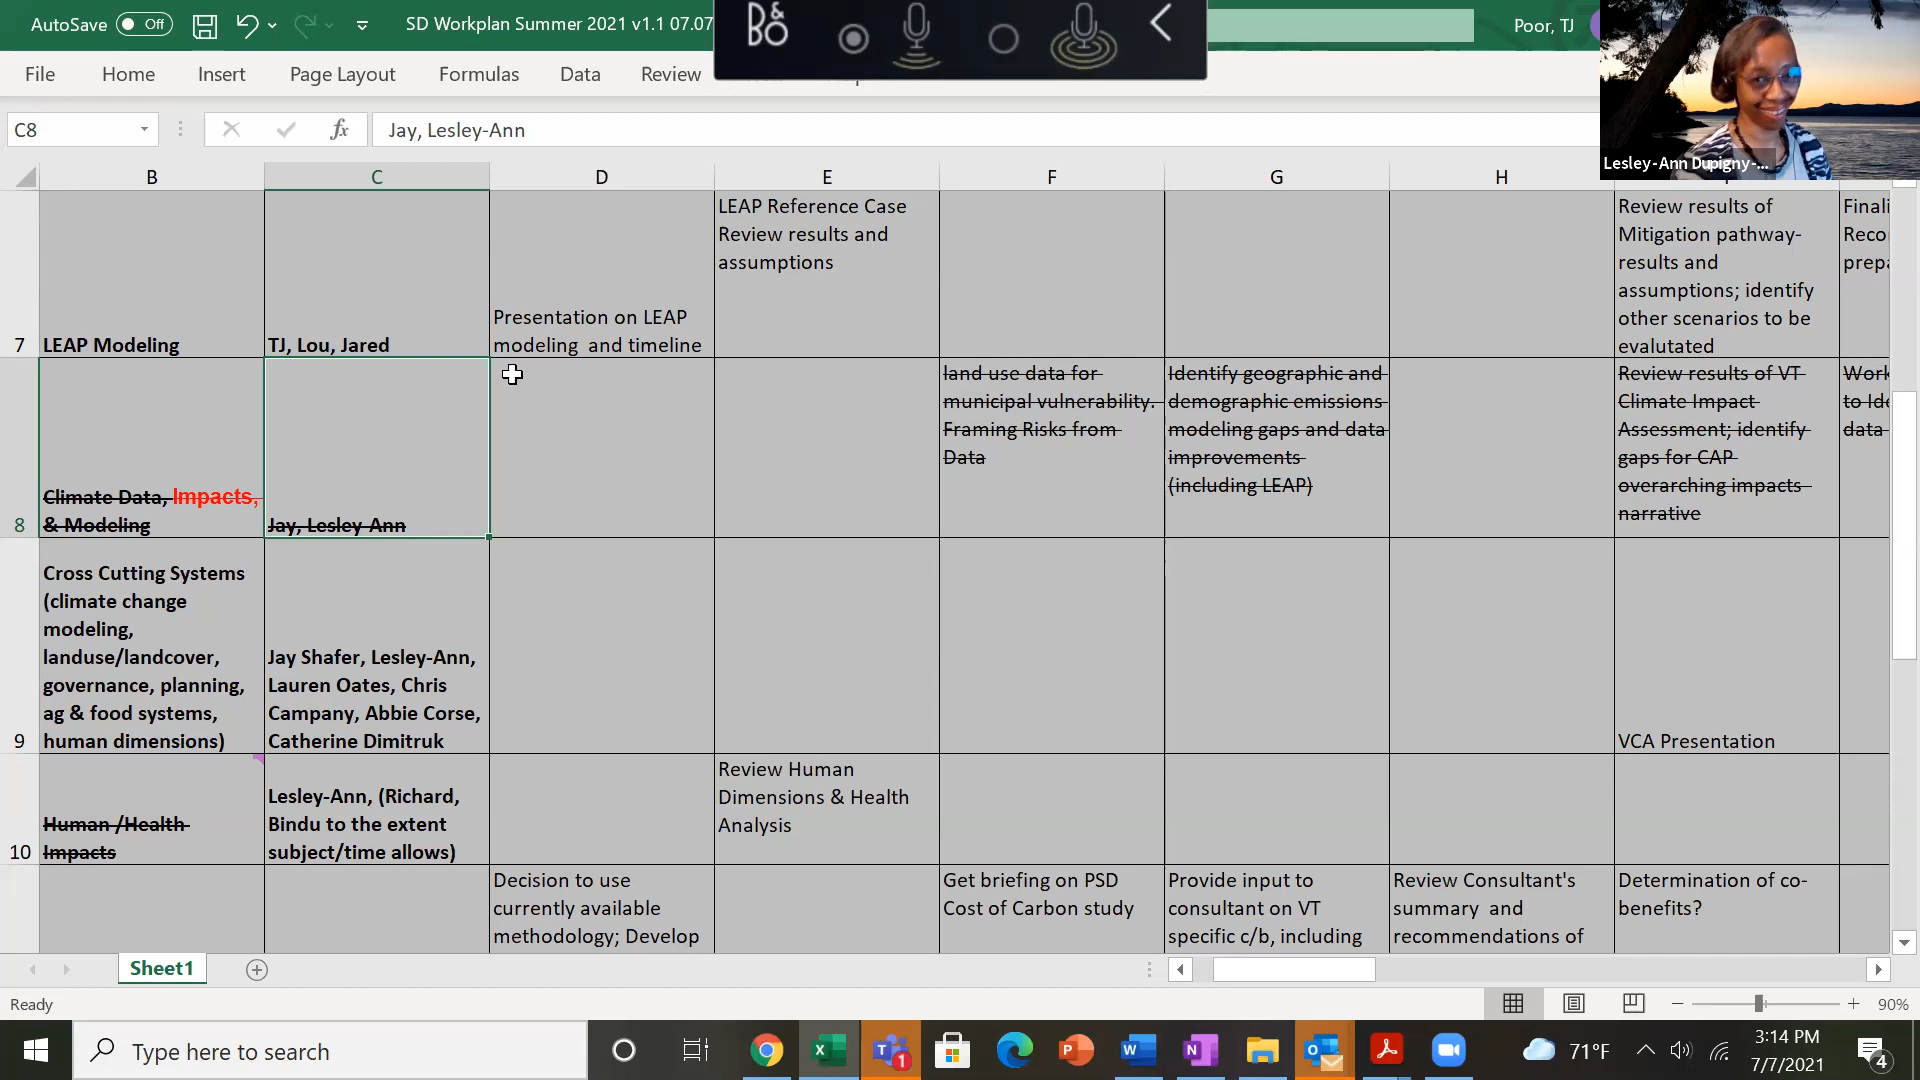 AutoSave Off SD Workplan Summer 2021 v1.1 07.07 B&O Poor, TJ
File Home Insert Page Layout Formulas Data Review
C8 fx Jay, Lesley-Ann
Lesley-Ann Dupigny-...
B C D E F G H
LEAP Reference Case
Review results and
assumptions
Review results of
Mitigation pathway-
results and
assumptions; identify
other scenarios to be
evalutated
Finali
Reco
prepa
Presentation on LEAP
modeling and timeline
7 LEAP Modeling TJ, Lou, Jared
land use data for
municipal vulnerability.
Framing Risks from
Data
Identify geographic and
demographic emissions
modeling gaps and data
improvements
(including LEAP)
Review results of VT
Climate Impact
Assessment; identify
gaps for CAP
overarching impacts
narrative
Work
to Ide
data
Climate Data, Impacts,
8 & Modeling Jay, Lesley-Ann
Cross Cutting Systems
(climate change
modeling,
landuse/landcover,
governance, planning,
ag & food systems,
9 human dimensions)
Jay Shafer, Lesley-Ann,
Lauren Oates, Chris
Campany, Abbie Corse,
Catherine Dimitruk
VCA Presentation
Human /Health
10 Impacts
Lesley-Ann, (Richard,
Bindu to the extent
subject/time allows)
Review Human
Dimensions & Health
Analysis
Decision to use
currently available
methodology; Develop
Get briefing on PSD
Cost of Carbon study
Provide input to
consultant on VT
specific c/b, including
Review Consultant's
summary and
recommendations of
Determination of co-
benefits?
Sheet1
Ready 90%
Type here to search 1 71°F 3:14 PM
7/7/2021 4